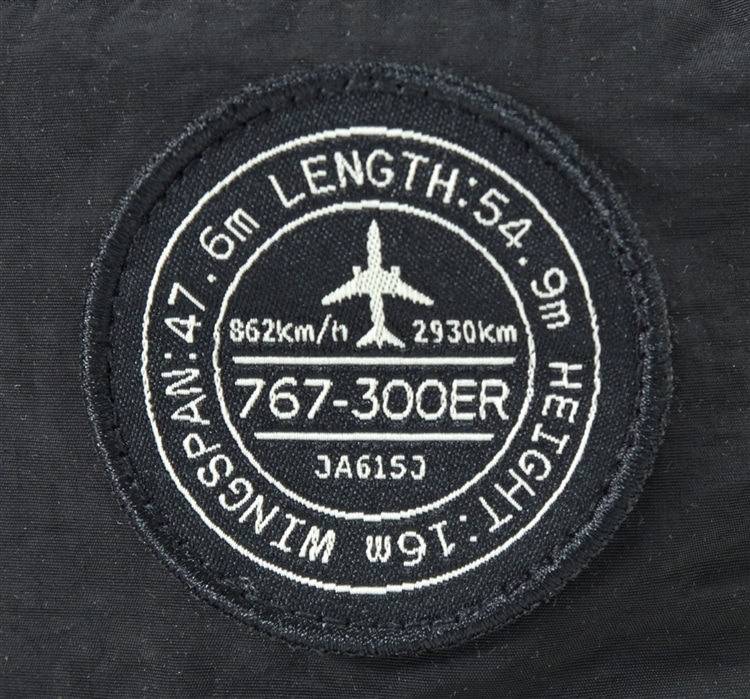 LENGTH:54.9m HEIGHT:16m WINGSPAN:47.6m
862Km/h 2930Km
767-300ER
JA615J